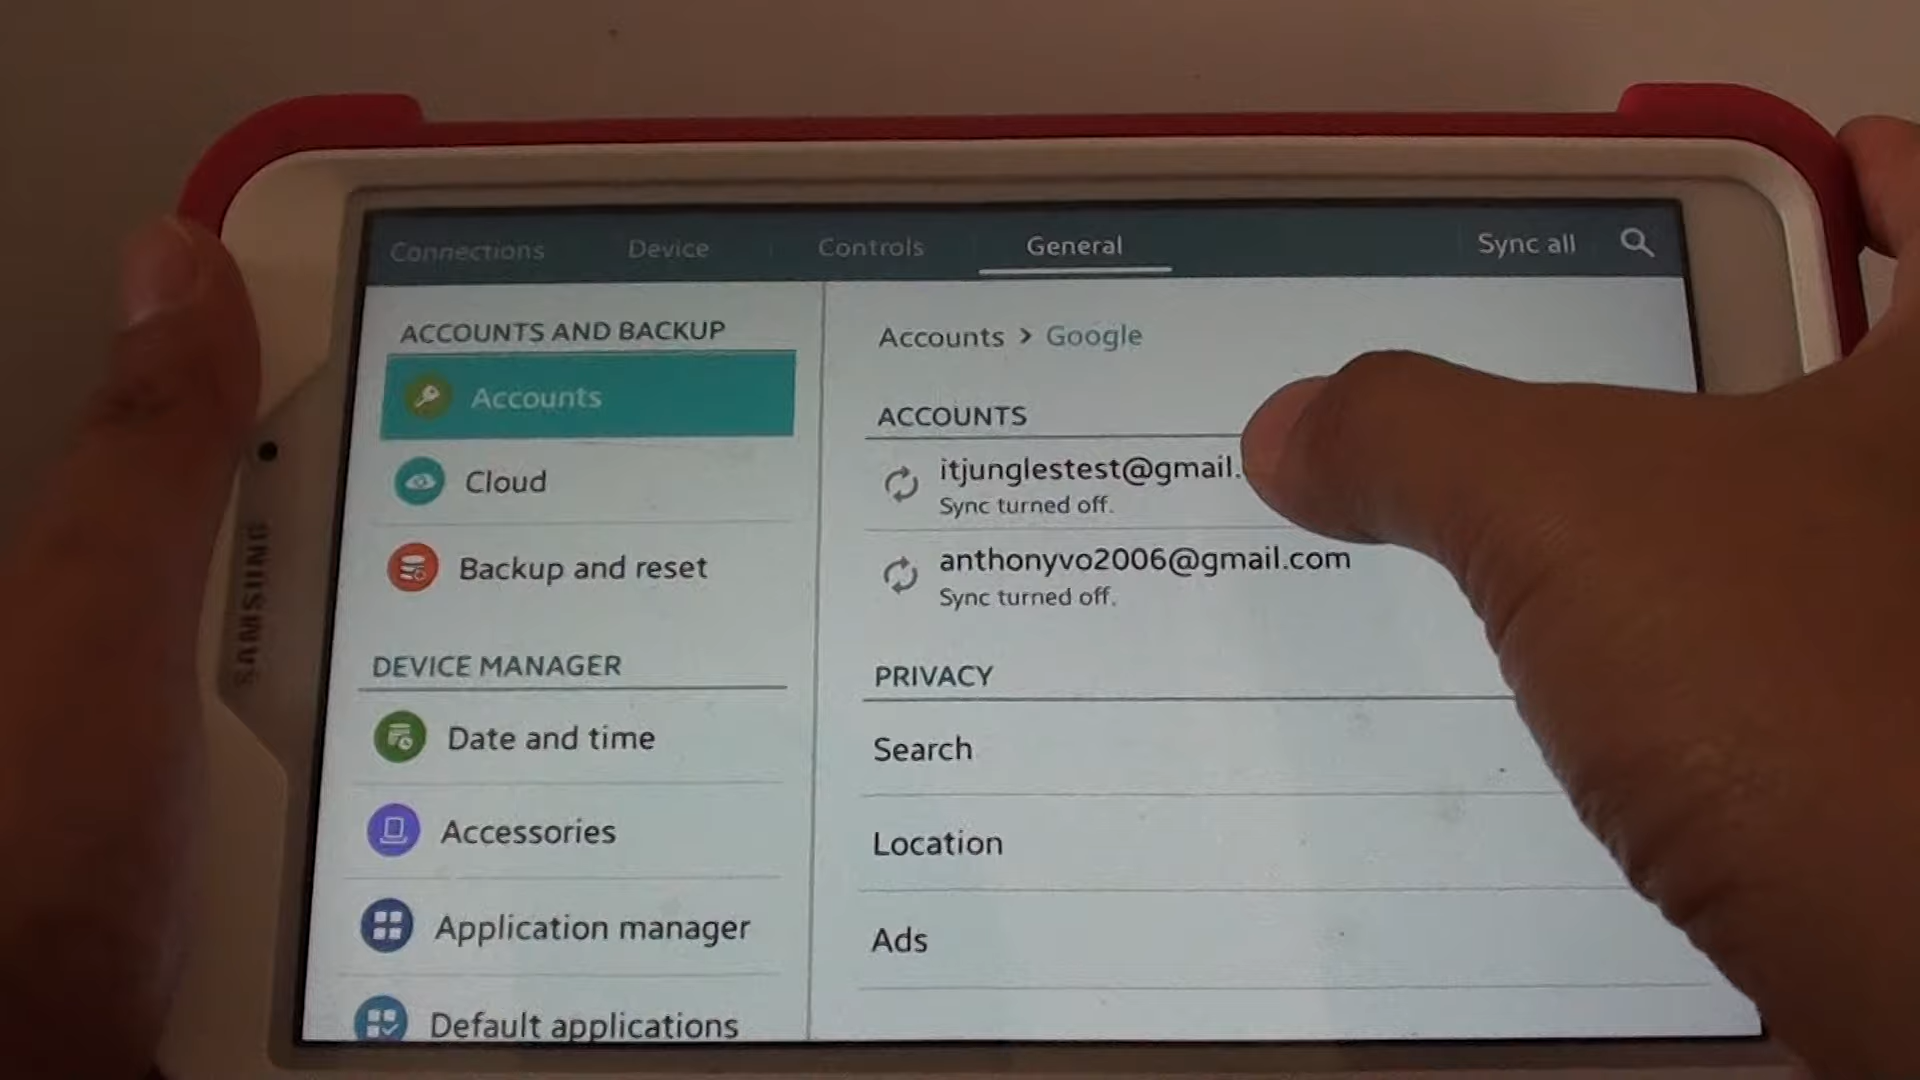 Connections Device Controls General Sync all
ACCOUNTS AND BACKUP
Accounts
Cloud
Backup and reset
DEVICE MANAGER
Date and time
Accessories
Application manager
Default applications
Accounts > Google
ACCOUNTS
itjunglestest@gmail.
Sync turned off.
anthonyvo2006@gmail.com
Sync turned off.
PRIVACY
Search
Location
Ads
SAMSUNG